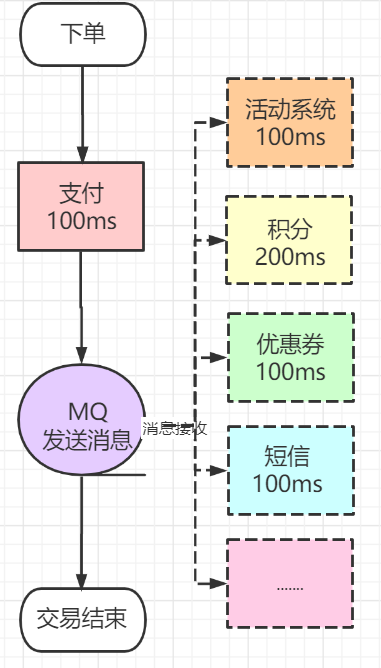 下单
支付
100ms
MQ
发送消息
交易结束
消息接收
活动系统
100ms
积分
200ms
优惠券
100ms
短信
100ms
.......